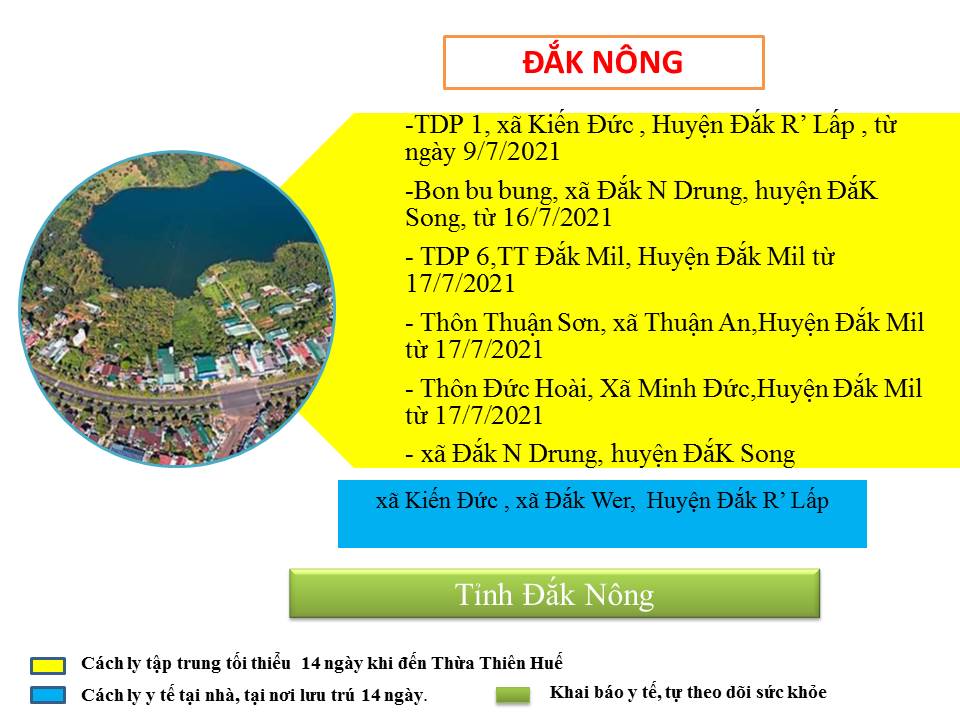 ĐẮK NÔNG
-TDP 1, xã Kiến Đức , Huyện Đắk R’ Lấp , từ
ngày 9/7/2021
-Bon bu bung, xã Đắk N Drung, huyện ĐắK
Song, từ 16/7/2021
- TDP 6,TT Đắk Mil, Huyện Đắk Mil từ
17/7/2021
- Thôn Thuận Sơn, xã Thuận An,Huyện Đắk Mil
từ 17/7/2021
- Thôn Đức Hoài, Xã Minh Đức,Huyện Đắk Mil
từ 17/7/2021
- xã Đắk N Drung, huyện ĐắK Song
xã Kiến Đức , xã Đắk Wer, Huyện Đắk R’ Lấp
Tỉnh Đắk Nông
Cách ly tập trung tối thiểu 14 ngày khi đến Thừa Thiên Huế
Cách ly y tế tại nhà, tại nơi lưu trú 14 ngày.
Khai báo y tế, tự theo dõi sức khỏe